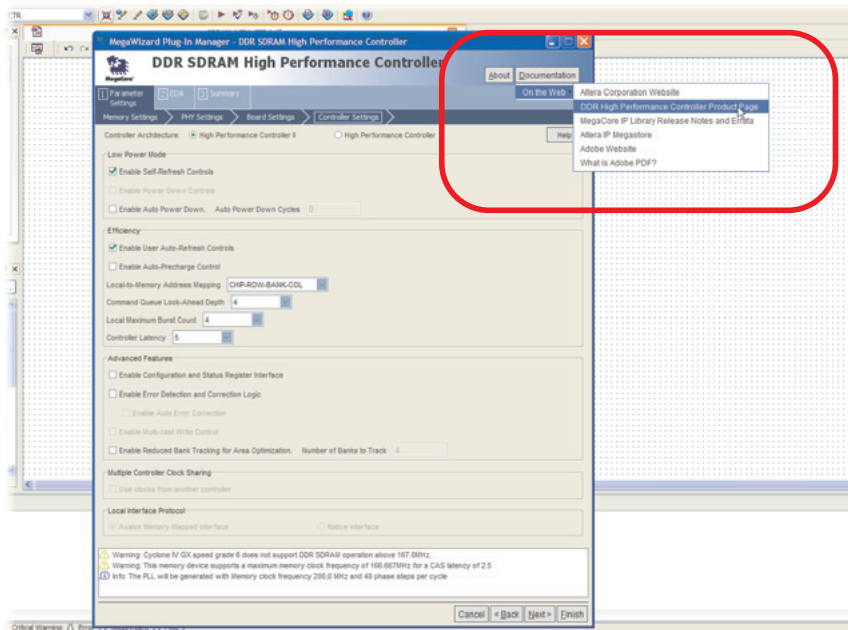 CTR
MegaWizard Plug-In Manager - DDR SDRAM High Performance Controller
DDR SDRAM High Performance Controller
MegaCore'
About Documentation
On the Web
Altera Corporation Website
DDR High Performance Controller Product Page
MegaCore IP Library Release Notes and Errata
Altera IP Megastore
Adobe Website
What is Adobe PDF?
1 Parameter Settings
2 EDA
3 Summary
Memory Settings
PHY Settings
Board Settings
Controller Settings
Controller Architecture: High Performance Controller II High Performance Controller
Help
Low Power Mode
Enable Self-Refresh Controls
Enable Power Down Controls
Enable Auto Power Down. Auto Power Down Cycles 0
Efficiency
Enable User Auto-Refresh Controls
Enable Auto-Precharge Control
Local-to-Memory Address Mapping CHIP-ROW-BANK-COL
Command Queue Look-Ahead Depth 4
Local Maximum Burst Count 4
Controller Latency 5
Advanced Features
Enable Configuration and Status Register Interface
Enable Error Detection and Correction Logic
Enable Auto Error Correction
Enable Multi-cast Write Control
Enable Reduced Bank Tracking for Area Optimization. Number of Banks to Track 4
Multiple Controller Clock Sharing
Use clocks from another controller
Local Interface Protocol
Avalon Memory-Mapped interface Native interface
Warning: Cyclone IV GX speed grade 6 does not support DDR SDRAM operation above 167.0MHz.
Warning: This memory device supports a maximum memory clock frequency of 166.667MHz for a CAS latency of 2.5
Info: The PLL will be generated with Memory clock frequency 200.0 MHz and 48 phase steps per cycle
Cancel < Back Next > Finish
Critical Warning